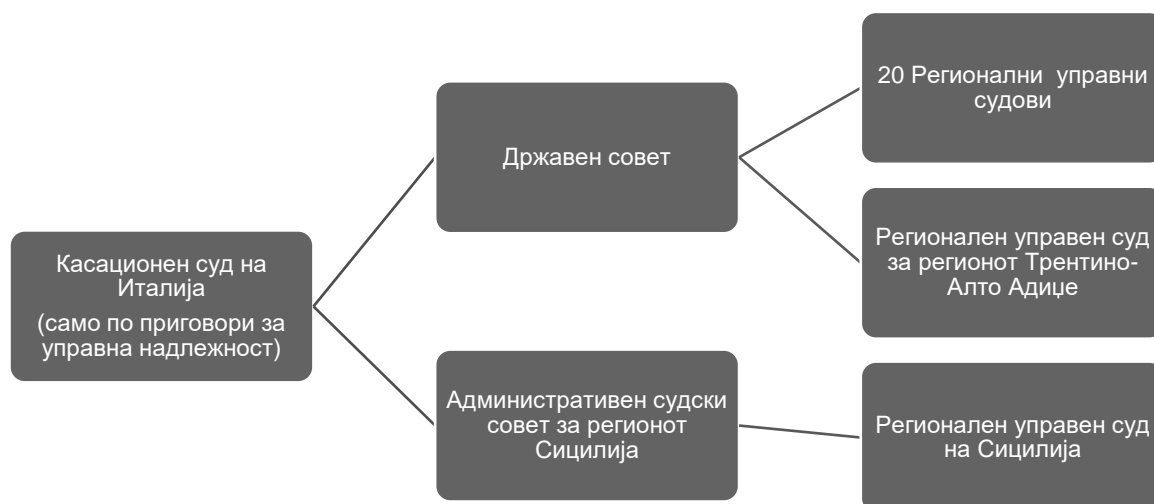 Касационен суд на
Италија
(само по приговори за
управна надлежност)
Државен совет
Административен судски
совет за регионот
Сицилија
20 Регионални управни
судови
Регионален управен суд
за регионот Трентино-
Алто Адиџе
Регионален управен суд
на Сицилија